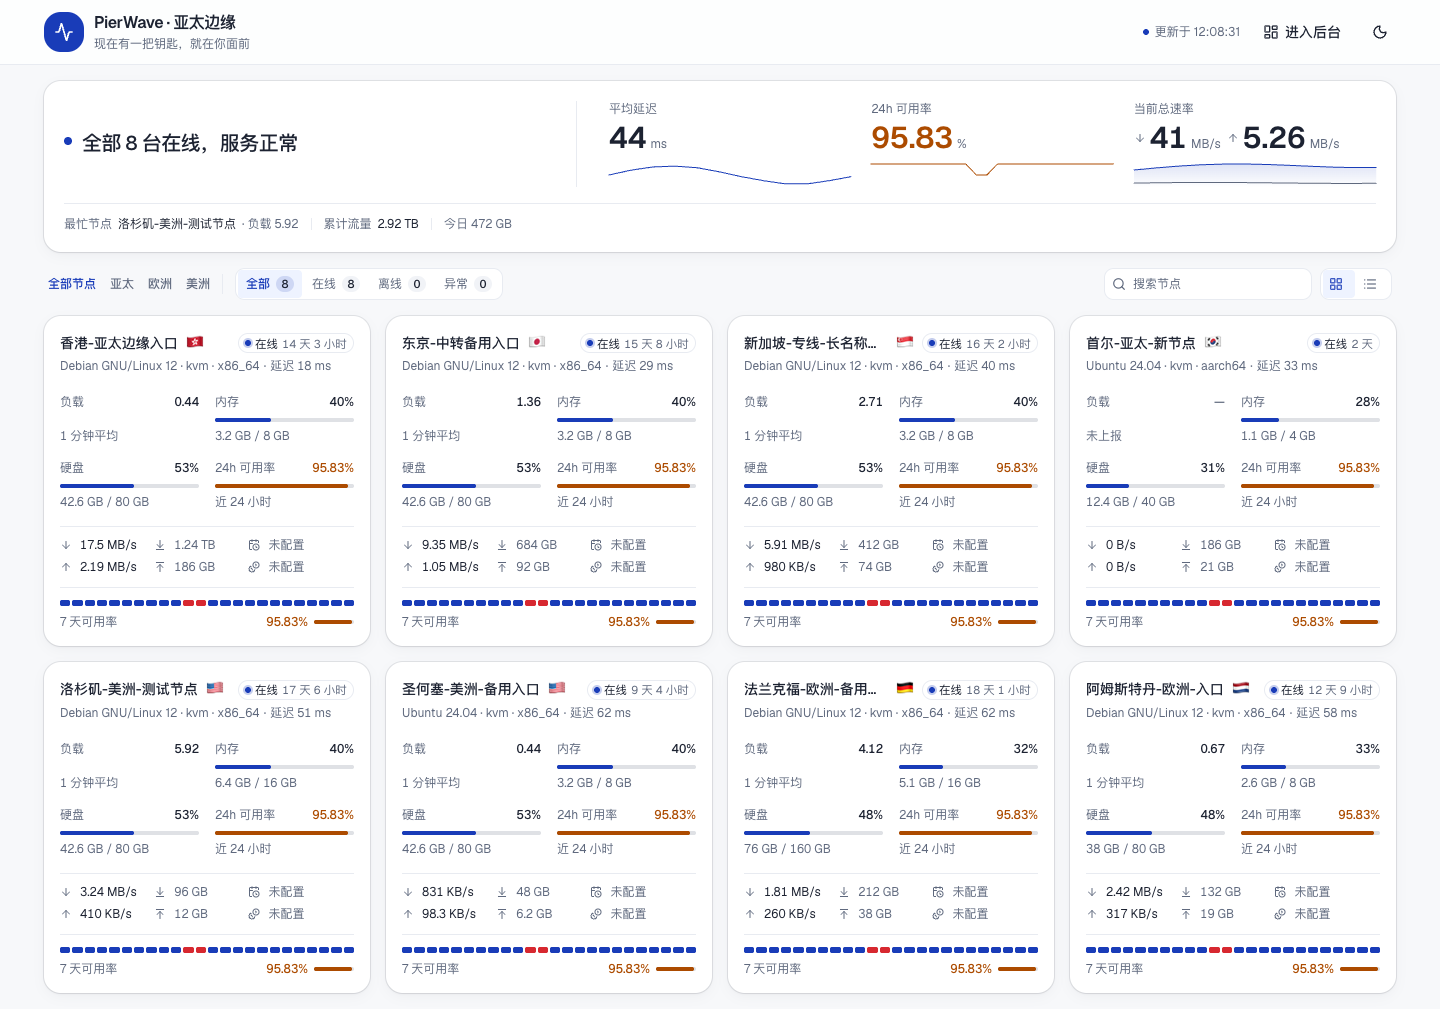 PierWave · 亚太边缘
现在有一把钥匙，就在你面前
更新于 12:08:31
进入后台
全部 8 台在线，服务正常
平均延迟
44 ms
24h 可用率
95.83 %
当前总速率
↓ 41 MB/s ↑ 5.26 MB/s
最忙节点 洛杉矶-美洲-测试节点 · 负载 5.92
累计流量 2.92 TB
今日 472 GB
全部节点 亚太 欧洲 美洲
全部 8 在线 8 离线 0 异常 0
搜索节点
香港-亚太边缘入口
在线 14 天 3 小时
Debian GNU/Linux 12 · kvm · x86_64 · 延迟 18 ms
负载 0.44 内存 40%
1 分钟平均 3.2 GB / 8 GB
硬盘 53% 24h 可用率 95.83%
42.6 GB / 80 GB 近 24 小时
↓ 17.5 MB/s 1.24 TB 未配置
↑ 2.19 MB/s 186 GB 未配置
7 天可用率 95.83%
东京-中转备用入口
在线 15 天 8 小时
Debian GNU/Linux 12 · kvm · x86_64 · 延迟 29 ms
负载 1.36 内存 40%
1 分钟平均 3.2 GB / 8 GB
硬盘 53% 24h 可用率 95.83%
42.6 GB / 80 GB 近 24 小时
↓ 9.35 MB/s 684 GB 未配置
↑ 1.05 MB/s 92 GB 未配置
7 天可用率 95.83%
新加坡-专线-长名称...
在线 16 天 2 小时
Debian GNU/Linux 12 · kvm · x86_64 · 延迟 40 ms
负载 2.71 内存 40%
1 分钟平均 3.2 GB / 8 GB
硬盘 53% 24h 可用率 95.83%
42.6 GB / 80 GB 近 24 小时
↓ 5.91 MB/s 412 GB 未配置
↑ 980 KB/s 74 GB 未配置
7 天可用率 95.83%
首尔-亚太-新节点
在线 2 天
Ubuntu 24.04 · kvm · aarch64 · 延迟 33 ms
负载 — 内存 28%
未上报 1.1 GB / 4 GB
硬盘 31% 24h 可用率 95.83%
12.4 GB / 40 GB 近 24 小时
↓ 0 B/s 186 GB 未配置
↑ 0 B/s 21 GB 未配置
7 天可用率 95.83%
洛杉矶-美洲-测试节点
在线 17 天 6 小时
Debian GNU/Linux 12 · kvm · x86_64 · 延迟 51 ms
负载 5.92 内存 40%
1 分钟平均 6.4 GB / 16 GB
硬盘 53% 24h 可用率 95.83%
42.6 GB / 80 GB 近 24 小时
↓ 3.24 MB/s 96 GB 未配置
↑ 410 KB/s 12 GB 未配置
7 天可用率 95.83%
圣何塞-美洲-备用入口
在线 9 天 4 小时
Ubuntu 24.04 · kvm · x86_64 · 延迟 62 ms
负载 0.44 内存 40%
1 分钟平均 3.2 GB / 8 GB
硬盘 53% 24h 可用率 95.83%
42.6 GB / 80 GB 近 24 小时
↓ 831 KB/s 48 GB 未配置
↑ 98.3 KB/s 6.2 GB 未配置
7 天可用率 95.83%
法兰克福-欧洲-备用...
在线 18 天 1 小时
Debian GNU/Linux 12 · kvm · x86_64 · 延迟 62 ms
负载 4.12 内存 32%
1 分钟平均 5.1 GB / 16 GB
硬盘 48% 24h 可用率 95.83%
76 GB / 160 GB 近 24 小时
↓ 1.81 MB/s 212 GB 未配置
↑ 260 KB/s 38 GB 未配置
7 天可用率 95.83%
阿姆斯特丹-欧洲-入口
在线 12 天 9 小时
Debian GNU/Linux 12 · kvm · x86_64 · 延迟 58 ms
负载 0.67 内存 33%
1 分钟平均 2.6 GB / 8 GB
硬盘 48% 24h 可用率 95.83%
38 GB / 80 GB 近 24 小时
↓ 2.42 MB/s 132 GB 未配置
↑ 317 KB/s 19 GB 未配置
7 天可用率 95.83%